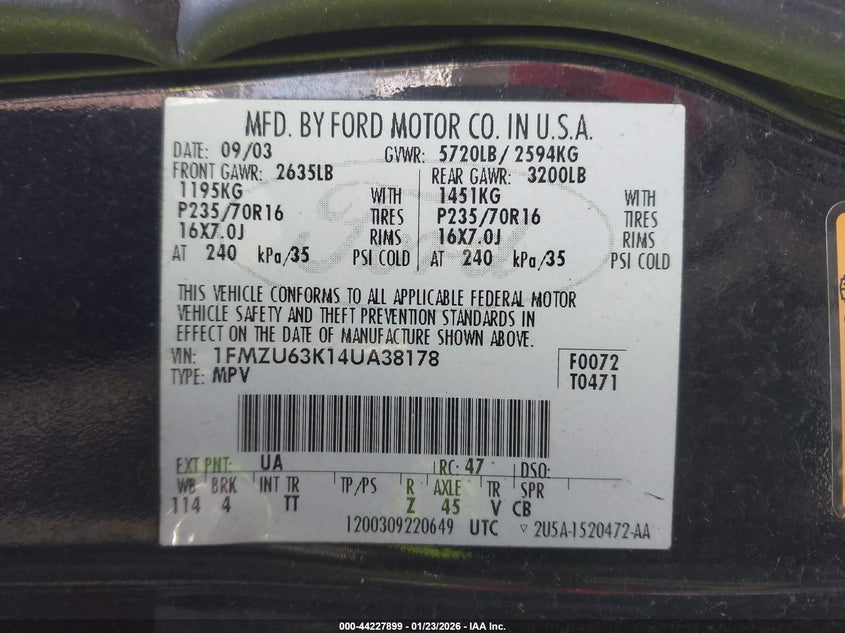 MFD. BY FORD MOTOR CO. IN U.S.A.
DATE: 09/03 GVWR: 5720LB/ 2594KG
FRONT GAWR: 2635LB REAR GAWR: 3200LB
1195KG WITH 1451KG WITH
P235/70R16 TIRES P235/70R16 TIRES
16X7.0J RIMS 16X7.0J RIMS
AT 240 kPa/35 PSI COLD AT 240 kPa/35 PSI COLD
THIS VEHICLE CONFORMS TO ALL APPLICABLE FEDERAL MOTOR
VEHICLE SAFETY AND THEFT PREVENTION STANDARDS IN
EFFECT ON THE DATE OF MANUFACTURE SHOWN ABOVE.
VIN: 1FMZU63K14UA38178 F0072
TYPE: MPV T0471
EXT PNT: UA RC: 47 DSO:
WB BRK INT TR TP/PS R AXLE TR SPR
114 4 TT Z 45 V CB
1200309220649 UTC ▿ 2U5A-1520472-AA
Ford
000-44227899 - 01/23/2026 - IAA Inc.